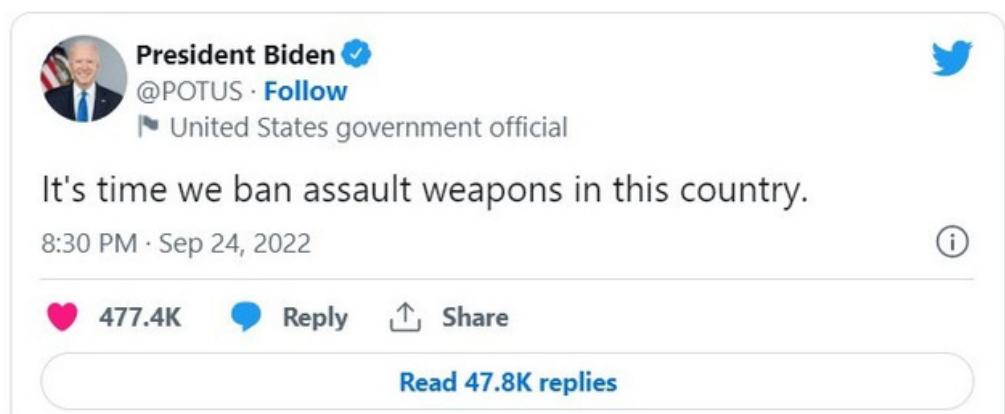 President Biden
@POTUS · Follow
United States government official
It's time we ban assault weapons in this country.
8:30 PM · Sep 24, 2022
477.4K Reply Share
Read 47.8K replies